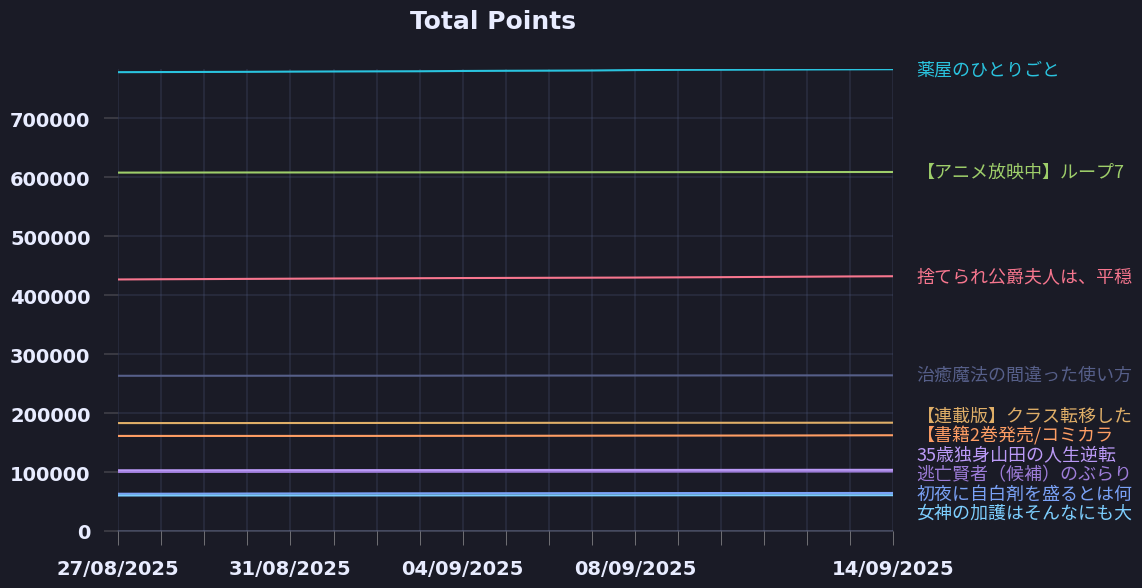 Total Points
薬屋のひとりごと
700000
【アニメ放映中】ループ7
600000
500000
捨てられ公爵夫人は、平穏
400000
300000
治癒魔法の間違った使い方
200000
【連載版】クラス転移した
【書籍2巻発売/コミカラ
35歳独身山田の人生逆転
100000
逃亡賢者（候補）のぶらり
初夜に自白剤を盛るとは何
女神の加護はそんなにも大
0
27/08/2025 31/08/2025 04/09/2025 08/09/2025 14/09/2025